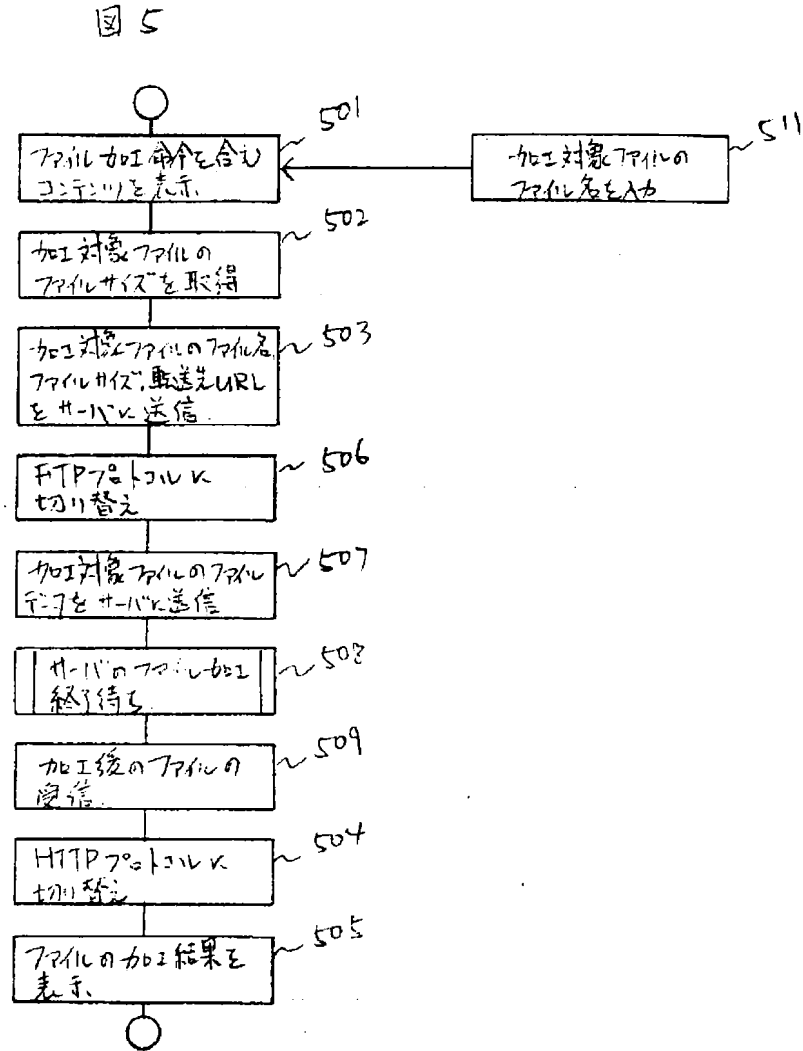 図5
501
ファイル加工命令を含む
コンテンツを表示
511
加工対象ファイルの
ファイル名を入力
502
加工対象ファイルの
ファイルサイズを取得
503
加工対象ファイルのファイル名,
ファイルサイズ,転送先URL
をサーバに送信.
506
FTPプロトコルに
切り替え
507
加工対象ファイルのファイル
データをサーバに送信
508
サーバのファイル加工
終了待ち
509
加工後のファイルの
受信.
504
HTTPプロトコルに
切り替え
505
ファイルの加工結果を
表示